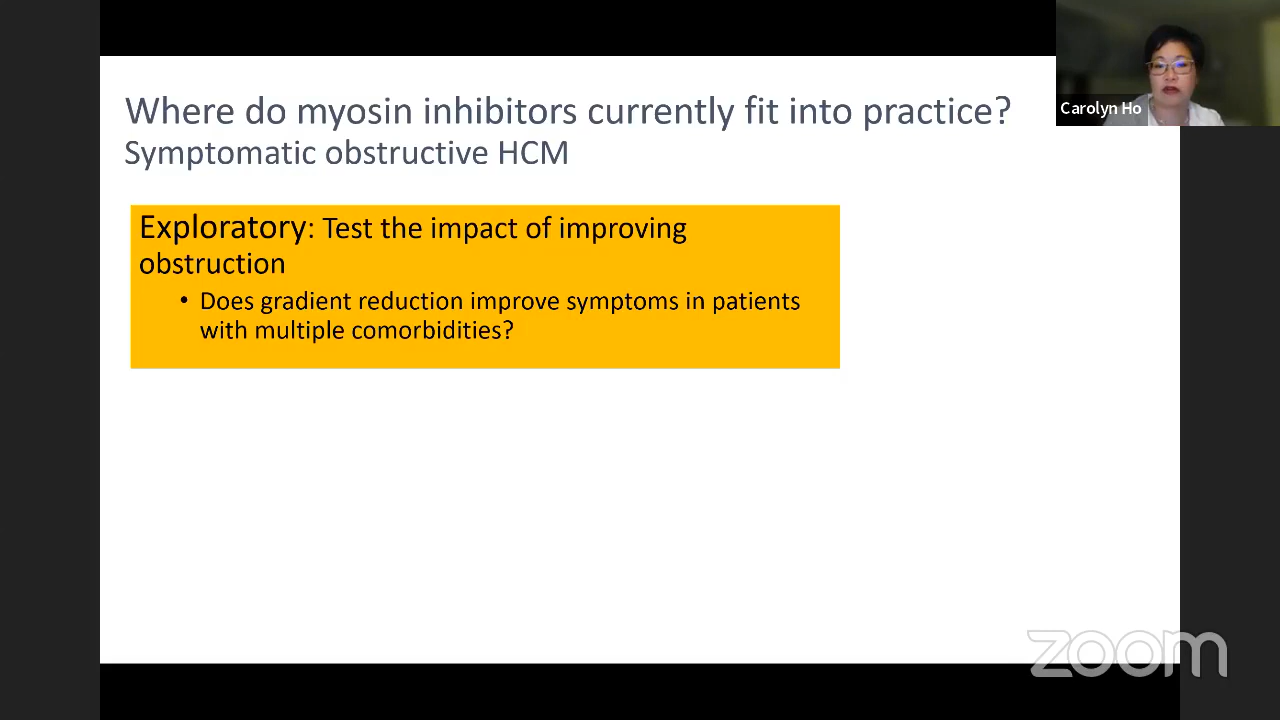 Where do myosin inhibitors currently fit into practice?
Symptomatic obstructive HCM
Carolyn Ho
Exploratory: Test the impact of improving
obstruction
• Does gradient reduction improve symptoms in patients
with multiple comorbidities?
zoom